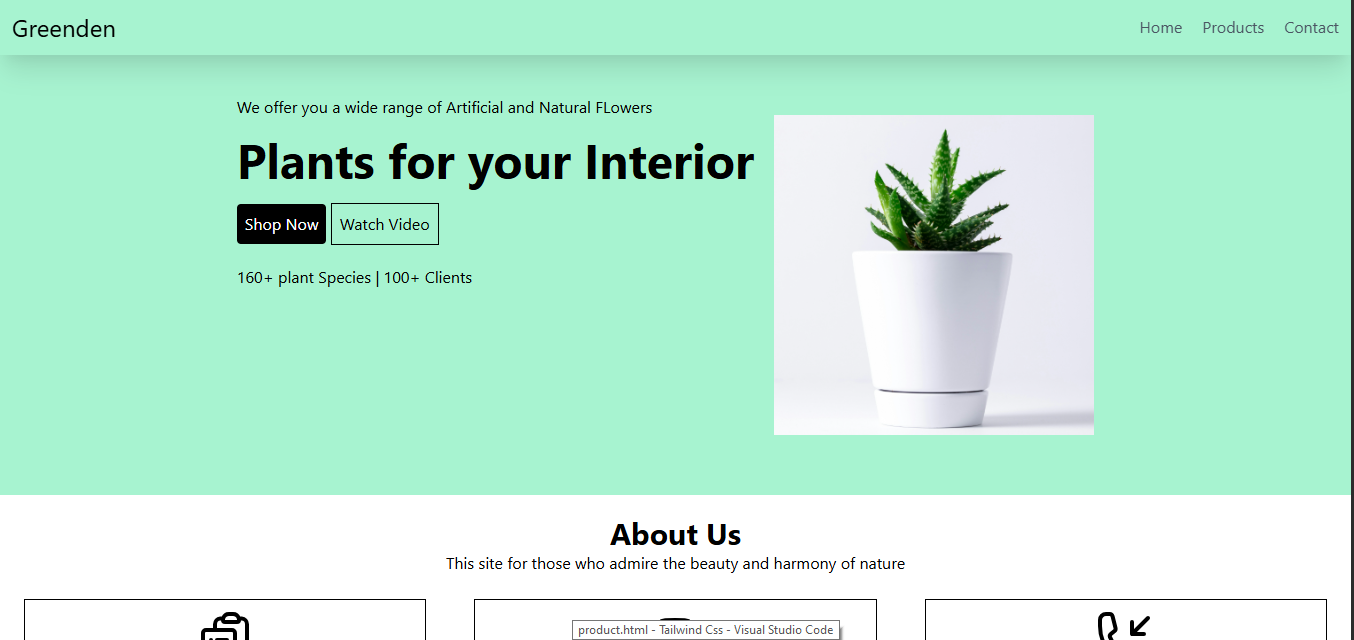 Greenden
Home Products Contact
We offer you a wide range of Artificial and Natural FLowers
Plants for your Interior
Shop Now Watch Video
160+ plant Species | 100+ Clients
About Us
This site for those who admire the beauty and harmony of nature
product.html - Tailwind Css - Visual Studio Code